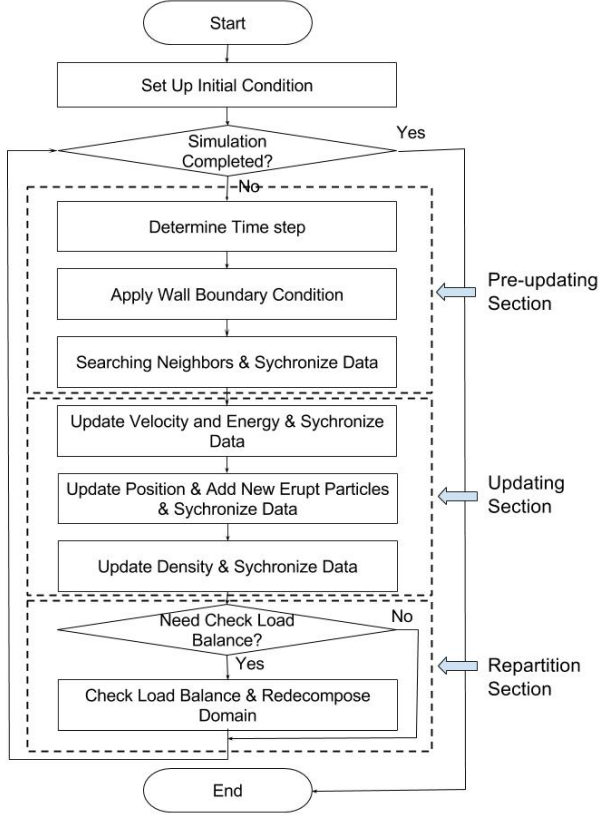 Start
Set Up Initial Condition
Simulation
Completed?
Yes
No
Determine Time step
Apply Wall Boundary Condition
Searching Neighbors & Sychronize Data
Pre-updating
Section
Update Velocity and Energy & Sychronize
Data
Update Position & Add New Erupt Particles
& Sychronize Data
Update Density & Sychronize Data
Updating
Section
Need Check Load
Balance?
No
Yes
Check Load Balance & Redecompose
Domain
Repartition
Section
End